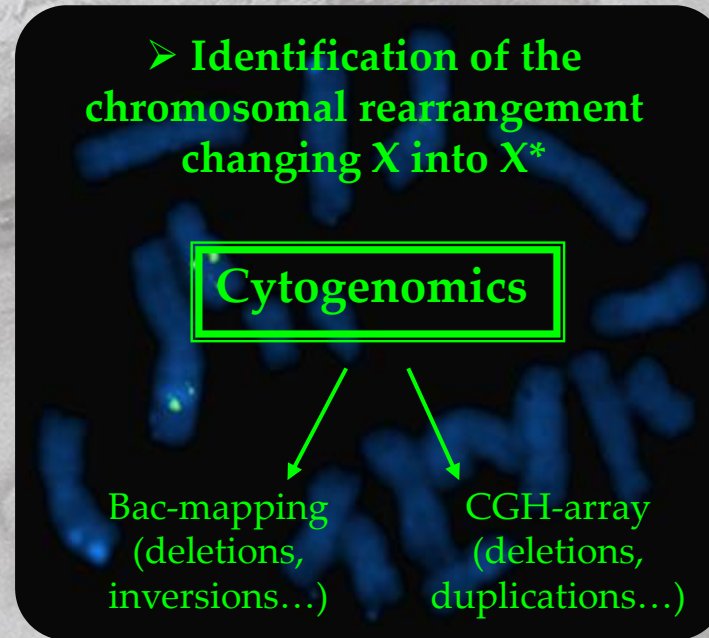 ➢ Identification of the
chromosomal rearrangement
changing X into X*
Cytogenomics
Bac-mapping
(deletions,
inversions…)
CGH-array
(deletions,
duplications…)